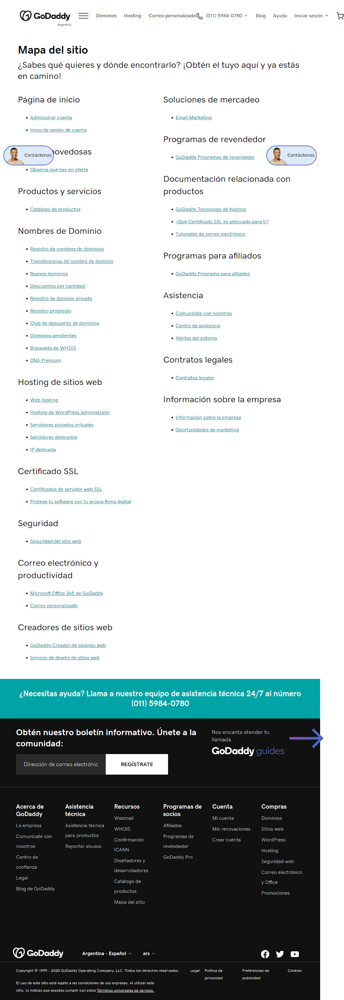 GoDaddy
Argentina
Dominios
Hosting
Correo personalizado
(011) 5984-0780
Blog
Ayuda
Iniciar sesión
Mapa del sitio
¿Sabes qué quieres y dónde encontrarlo? ¡Obtén el tuyo aquí y ya estás
en camino!
Página de inicio
Administrar cuenta
Inicio de sesión de cuenta
Contáctenos
Observa qué hay en oferta
Productos y servicios
Catálogo de productos
Nombres de Dominio
Registro de nombres de dominios
Transferencias de nombre de dominio
Nuevos dominios
Descuentos por cantidad
Registro de dominio privado
Registro protegido
Club de descuento de dominios
Dominios pendientes
Búsqueda de WHOIS
DNS Premium
Hosting de sitios web
Web hosting
Hosting de WordPress administrado
Servidores privados virtuales
Servidores dedicados
IP dedicada
Certificado SSL
Certificados de servidor web SSL
Protege tu software con tu propia firma digital
Seguridad
Seguridad del sitio web
Correo electrónico y
productividad
Microsoft Office 365 de GoDaddy
Correo personalizado
Creadores de sitios web
GoDaddy Creador de páginas web
Servicio de diseño de sitios web
Soluciones de mercadeo
Email Marketing
Programas de revendedor
GoDaddy Programas de revendedor
Contáctenos
Documentación relacionada con
productos
GoDaddy Tecnología de hosting
¿Qué Certificado SSL es adecuado para ti?
Tutoriales de correo electrónico
Programas para afiliados
GoDaddy Programa para afiliados
Asistencia
Comunícate con nosotros
Centro de asistencia
Alertas del sistema
Contratos legales
Contratos legales
Información sobre la empresa
Información sobre la empresa
Oportunidades de marketing
¿Necesitas ayuda? Llama a nuestro equipo de asistencia técnica 24/7 al número
(011) 5984-0780
Obtén nuestro boletín informativo. Únete a la
comunidad:
Dirección de correo electrónic
REGÍSTRATE
Nos encanta atender tu
llamada.
GoDaddy guides
Acerca de
GoDaddy
La empresa
Comunícate con
nosotros
Centro de
confianza
Legal
Blog de GoDaddy
Asistencia
técnica
Asistencia técnica
para productos
Reportar abusos
Recursos
Webmail
WHOIS
Confirmación
ICANN
Diseñadores y
desarrolladores
Catálogo de
productos
Mapa del sitio
Programas de
socios
Afiliados
Programas de
revendedor
GoDaddy Pro
Cuenta
Mi cuenta
Mis renovaciones
Crear cuenta
Compras
Dominios
Sitios web
WordPress
Hosting
Seguridad web
Correo electrónico
y Office
Promociones
GoDaddy
Argentina - Español
ars
Copyright © 1999 - 2020 GoDaddy Operating Company, LLC. Todos los derechos reservados.
Legal
Política de
privacidad
Preferencias de
publicidad
Cookies
El uso de este sitio está sujeto a las condiciones de uso expresas. Al utilizar este
sitio, tú indicas que aceptas cumplir con estos Términos universales de servicio.